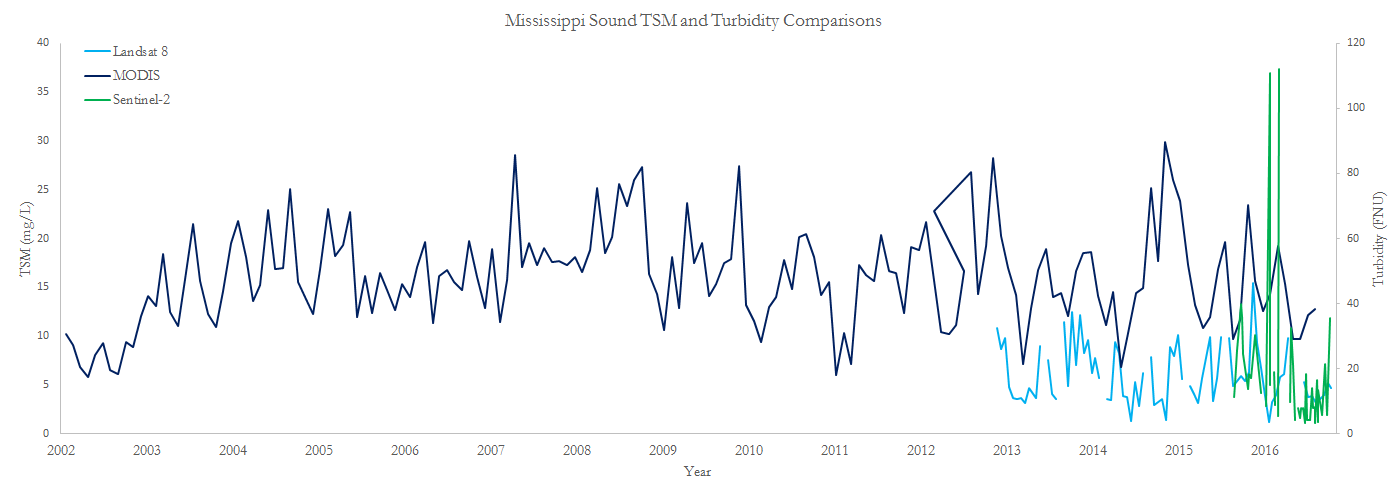 Mississippi Sound TSM and Turbidity Comparisons
Landsat 8
MODIS
Sentinel-2
40
35
30
25
20
15
10
5
0
TSM (mg/L)
120
100
80
60
40
20
0
Turbidity (FNU)
2002 2003 2004 2005 2006 2007 2008 2009 2010 2011 2012 2013 2014 2015 2016
Year